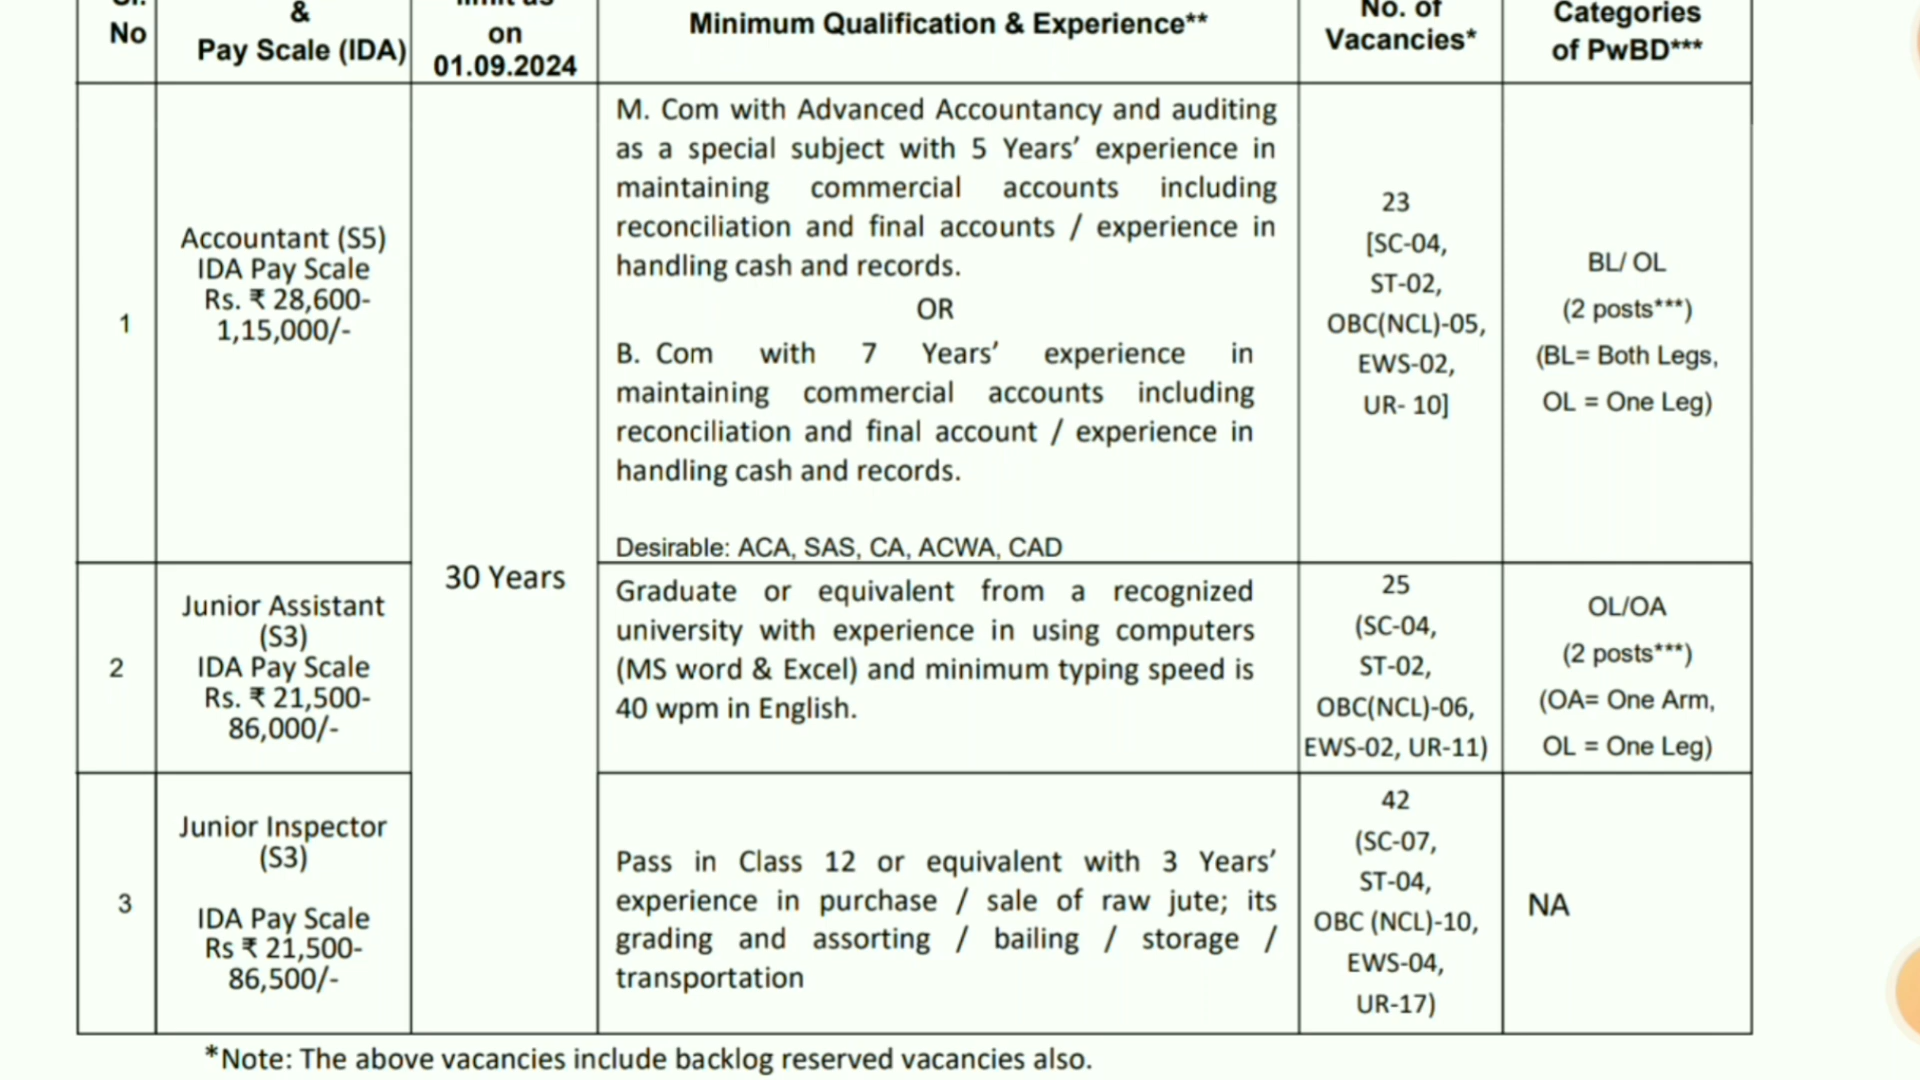 No
&
Pay Scale (IDA)
on
01.09.2024
Minimum Qualification & Experience**
No. of
Vacancies*
Categories
of PwBD***
1
Accountant (S5)
IDA Pay Scale
Rs. ₹ 28,600-
1,15,000/-
30 Years
M. Com with Advanced Accountancy and auditing
as a special subject with 5 Years’ experience in
maintaining commercial accounts including
reconciliation and final accounts / experience in
handling cash and records.
OR
B. Com with 7 Years’ experience in
maintaining commercial accounts including
reconciliation and final account / experience in
handling cash and records.
Desirable: ACA, SAS, CA, ACWA, CAD
23
[SC-04,
ST-02,
OBC(NCL)-05,
EWS-02,
UR- 10]
BL/ OL
(2 posts***)
(BL= Both Legs,
OL = One Leg)
2
Junior Assistant
(S3)
IDA Pay Scale
Rs. ₹ 21,500-
86,000/-
Graduate or equivalent from a recognized
university with experience in using computers
(MS word & Excel) and minimum typing speed is
40 wpm in English.
25
(SC-04,
ST-02,
OBC(NCL)-06,
EWS-02, UR-11)
OL/OA
(2 posts***)
(OA= One Arm,
OL = One Leg)
3
Junior Inspector
(S3)
IDA Pay Scale
Rs ₹ 21,500-
86,500/-
Pass in Class 12 or equivalent with 3 Years’
experience in purchase / sale of raw jute; its
grading and assorting / bailing / storage /
transportation
42
(SC-07,
ST-04,
OBC (NCL)-10,
EWS-04,
UR-17)
NA
*Note: The above vacancies include backlog reserved vacancies also.